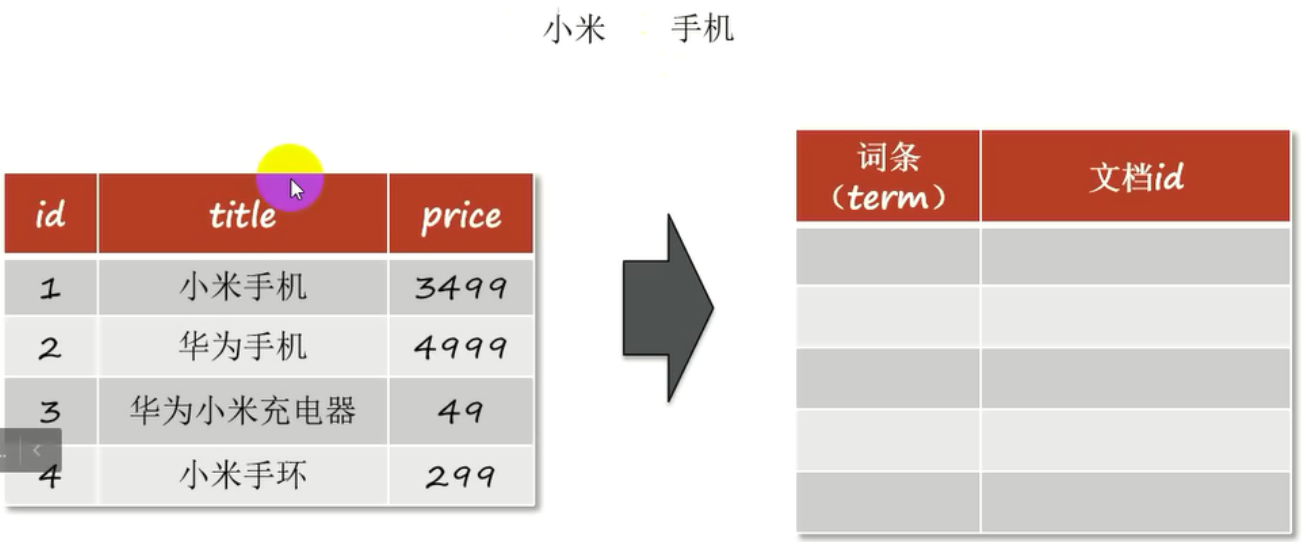 小米 手机
id title price
1 小米手机 3499
2 华为手机 4999
3 华为小米充电器 49
4 小米手环 299
词条
（term）
文档id